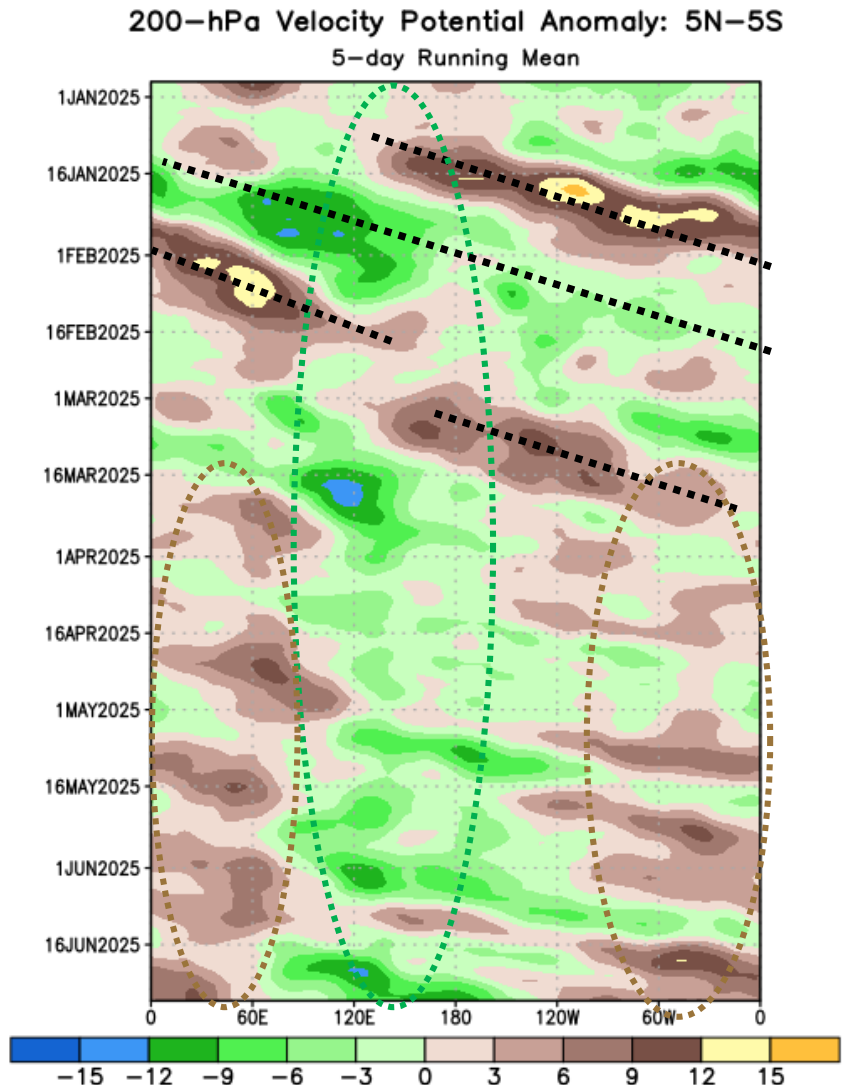 200-hPa Velocity Potential Anomaly: 5N-5S
5-day Running Mean
1JAN2025
16JAN2025
1FEB2025
16FEB2025
1MAR2025
16MAR2025
1APR2025
16APR2025
1MAY2025
16MAY2025
1JUN2025
16JUN2025
0 60E 120E 180 120W 60W 0
-15 -12 -9 -6 -3 0 3 6 9 12 15